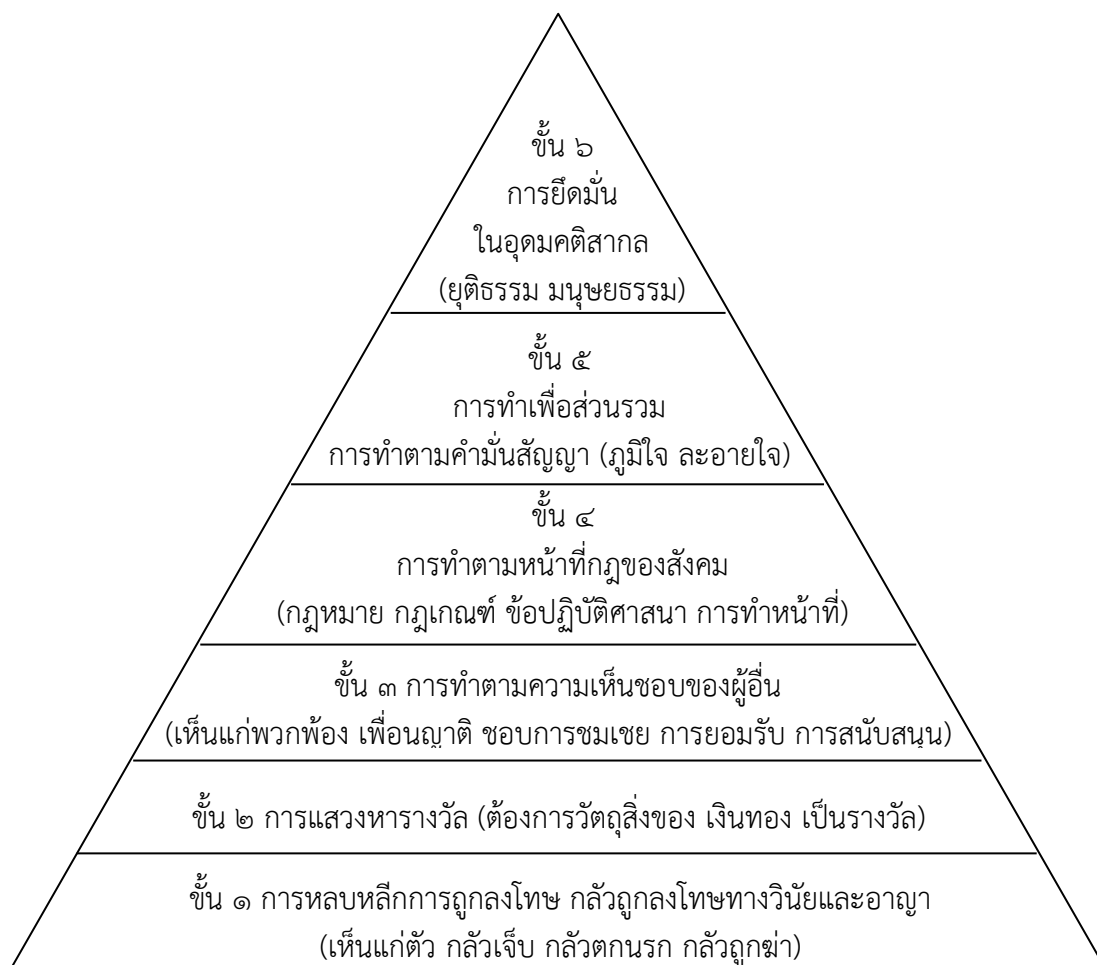 ขั้น ๖
การยึดมั่น
ในอุดมคติสากล
(ยุติธรรม มนุษยธรรม)
ขั้น ๕
การทำเพื่อส่วนรวม
การทำตามคำมั่นสัญญา (ภูมิใจ ละอายใจ)
ขั้น ๔
การทำตามหน้าที่กฎของสังคม
(กฎหมาย กฎเกณฑ์ ข้อปฏิบัติศาสนา การทำหน้าที่)
ขั้น ๓ การทำตามความเห็นชอบของผู้อื่น
(เห็นแก่พวกพ้อง เพื่อนญาติ ชอบการชมเชย การยอมรับ การสนับสนุน)
ขั้น ๒ การแสวงหารางวัล (ต้องการวัตถุสิ่งของ เงินทอง เป็นรางวัล)
ขั้น ๑ การหลบหลีกการถูกลงโทษ กลัวถูกลงโทษทางวินัยและอาญา
(เห็นแก่ตัว กลัวเจ็บ กลัวตกนรก กลัวถูกฆ่า)